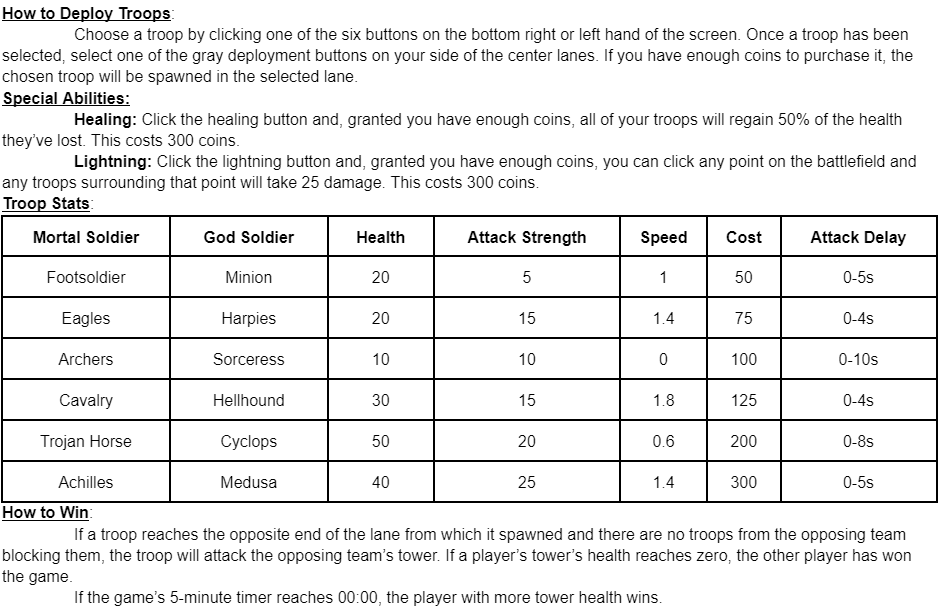 How to Deploy Troops:
Choose a troop by clicking one of the six buttons on the bottom right or left hand of the screen. Once a troop has been
selected, select one of the gray deployment buttons on your side of the center lanes. If you have enough coins to purchase it, the
chosen troop will be spawned in the selected lane.
Special Abilities:
Healing: Click the healing button and, granted you have enough coins, all of your troops will regain 50% of the health
they've lost. This costs 300 coins.
Lightning: Click the lightning button and, granted you have enough coins, you can click any point on the battlefield and
any troops surrounding that point will take 25 damage. This costs 300 coins.
Troop Stats:
Mortal Soldier God Soldier Health Attack Strength Speed Cost Attack Delay
Footsoldier Minion 20 5 1 50 0-5s
Eagles Harpies 20 15 1.4 75 0-4s
Archers Sorceress 10 10 0 100 0-10s
Cavalry Hellhound 30 15 1.8 125 0-4s
Trojan Horse Cyclops 50 20 0.6 200 0-8s
Achilles Medusa 40 25 1.4 300 0-5s
How to Win:
If a troop reaches the opposite end of the lane from which it spawned and there are no troops from the opposing team
blocking them, the troop will attack the opposing team's tower. If a player's tower's health reaches zero, the other player has won
the game.
If the game's 5-minute timer reaches 00:00, the player with more tower health wins.